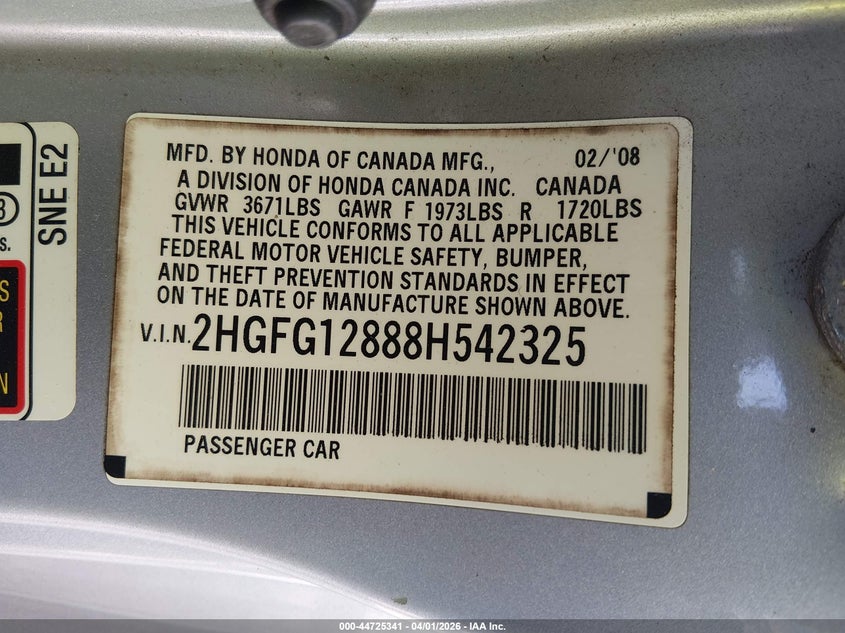 MFD. BY HONDA OF CANADA MFG., 02/'08
A DIVISION OF HONDA CANADA INC. CANADA
GVWR 3671LBS GAWR F 1973LBS R 1720LBS
THIS VEHICLE CONFORMS TO ALL APPLICABLE
FEDERAL MOTOR VEHICLE SAFETY, BUMPER,
AND THEFT PREVENTION STANDARDS IN EFFECT
ON THE DATE OF MANUFACTURE SHOWN ABOVE.
V.I.N. 2HGFG12888H542325
PASSENGER CAR
SNE E2
000-44725341 - 04/01/2026 - IAA Inc.